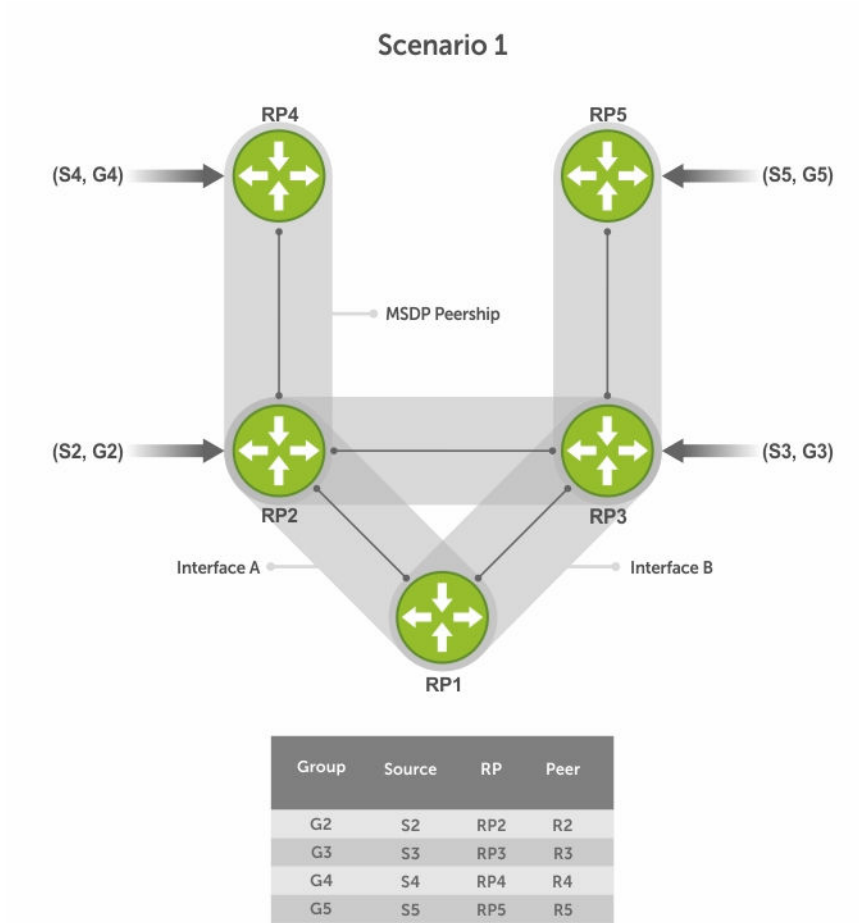 Scenario 1
RP4
RP5
(S4, G4)
(S5, G5)
MSDP Peership
(S2, G2)
(S3, G3)
RP2
RP3
Interface A
Interface B
RP1
Group Source RP Peer
G2 S2 RP2 R2
G3 S3 RP3 R3
G4 S4 RP4 R4
G5 S5 RP5 R5